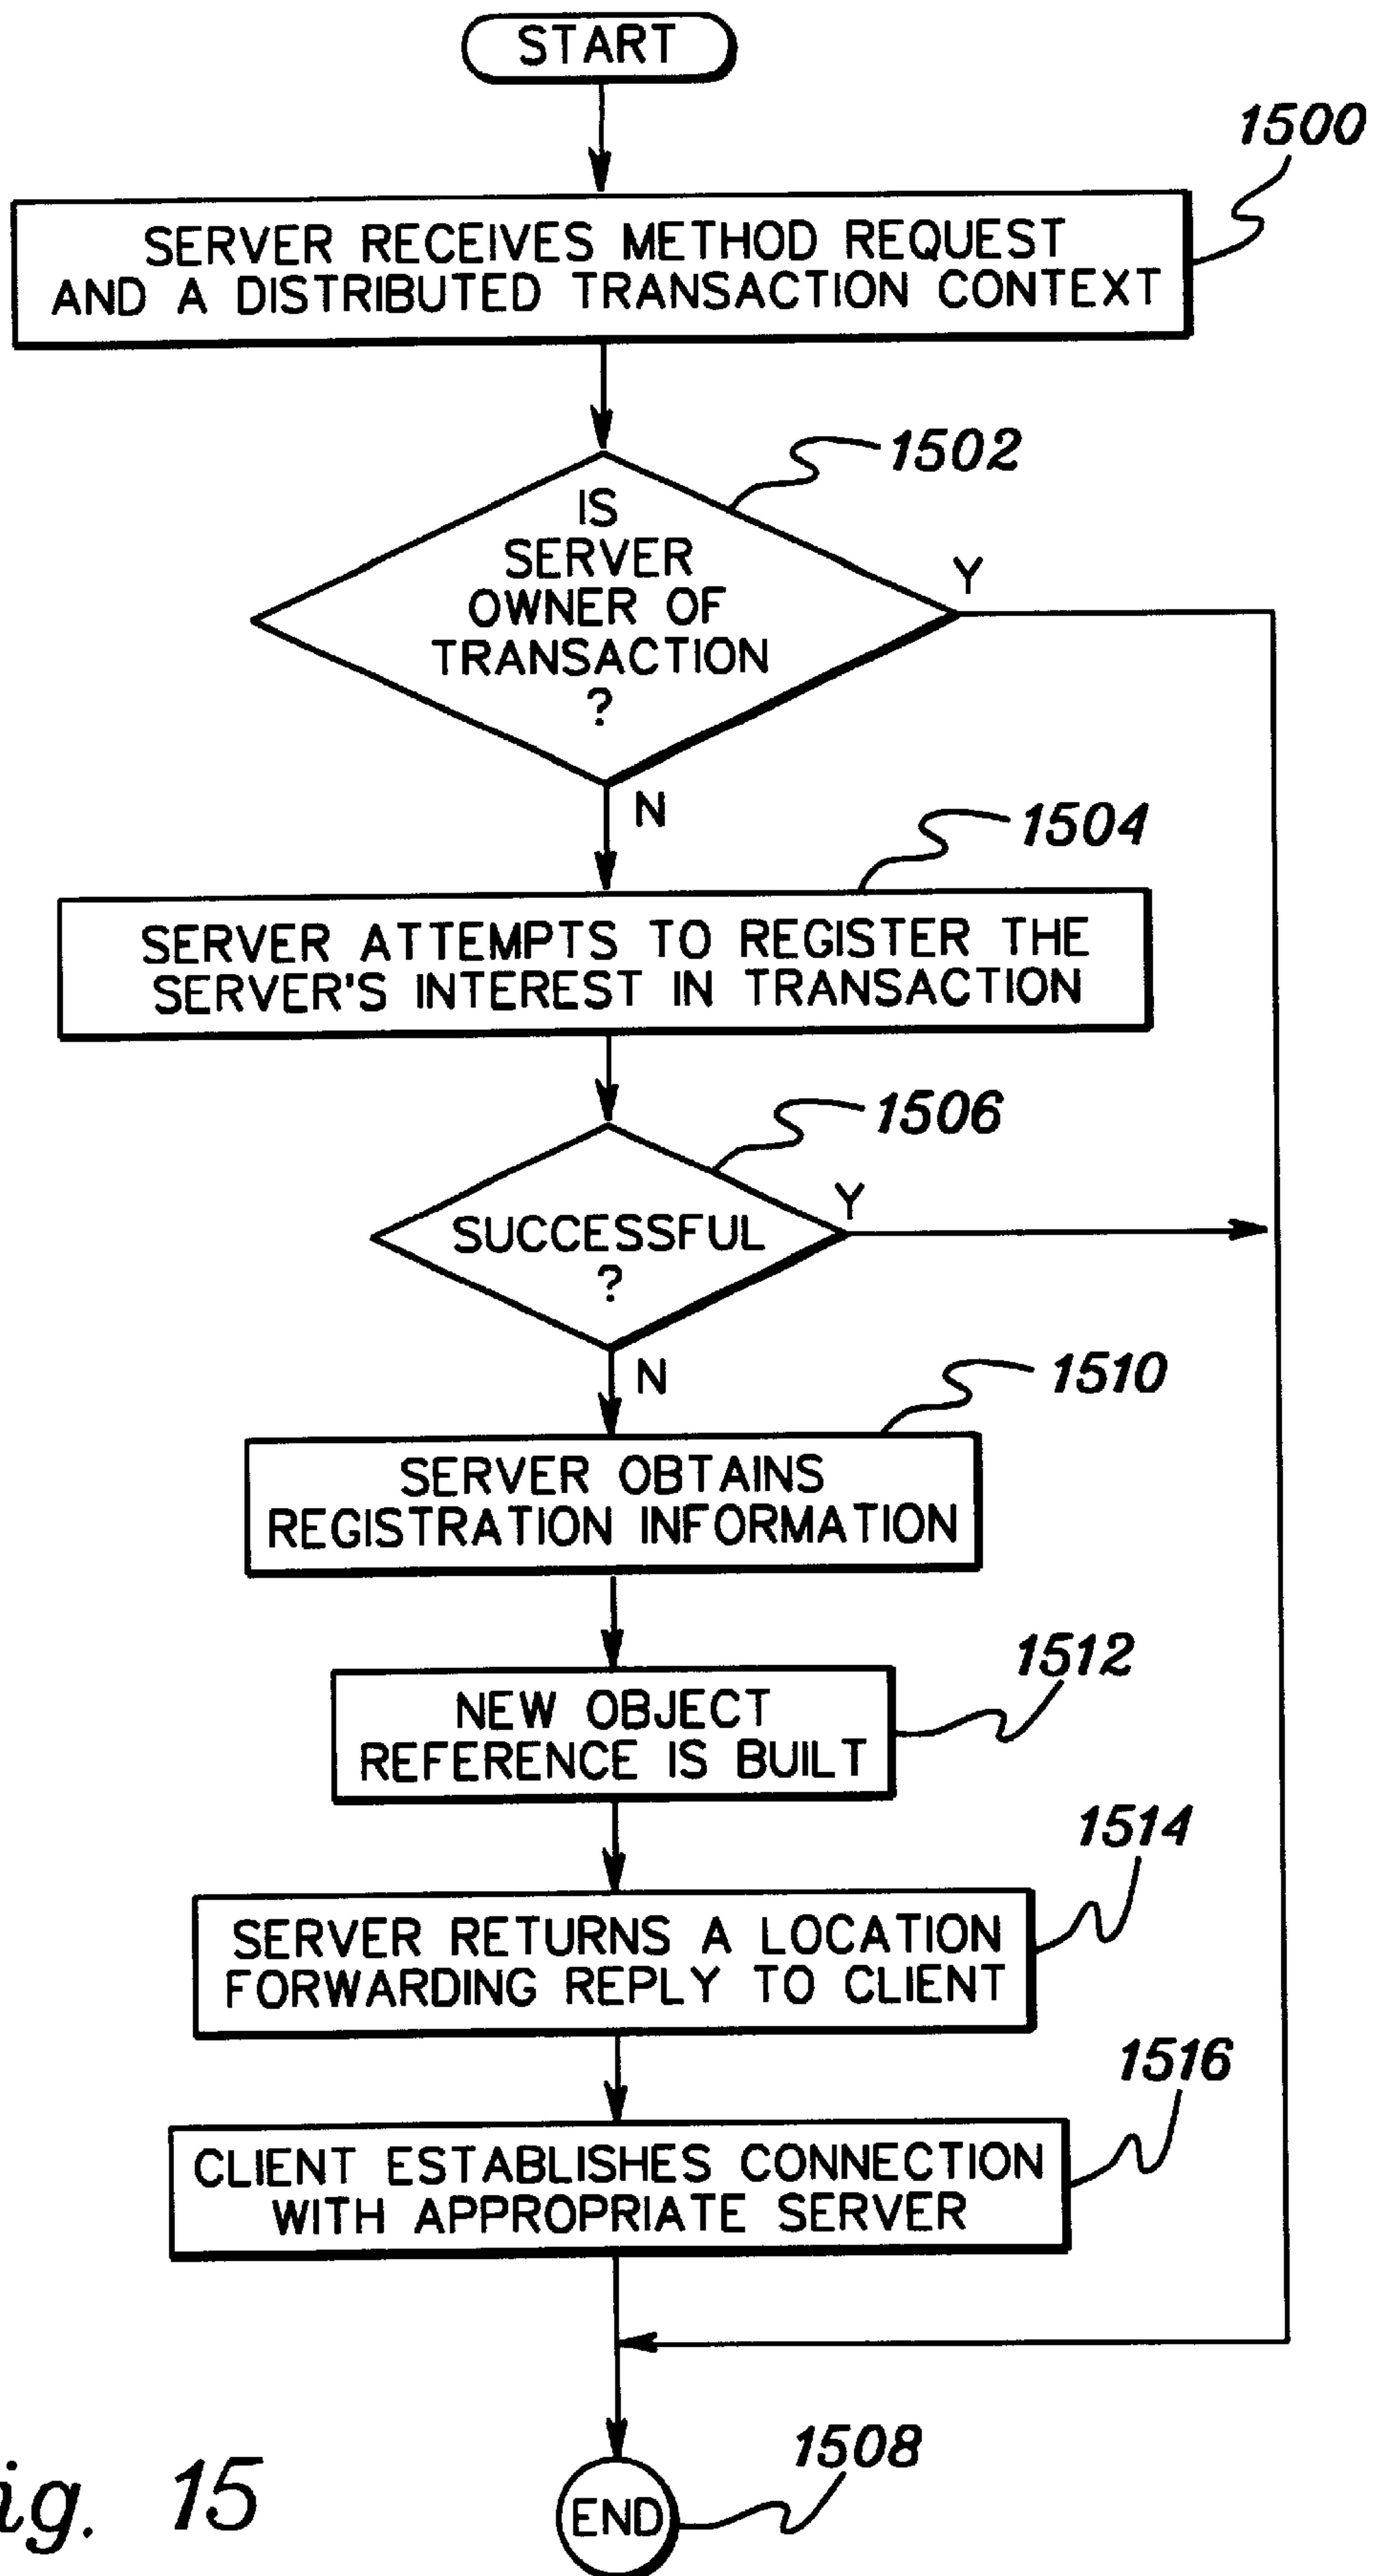 START
1500
SERVER RECEIVES METHOD REQUEST
AND A DISTRIBUTED TRANSACTION CONTEXT
1502
IS
SERVER
OWNER OF
TRANSACTION
?
Y
N
1504
SERVER ATTEMPTS TO REGISTER THE
SERVER'S INTEREST IN TRANSACTION
1506
SUCCESSFUL
?
Y
N
1510
SERVER OBTAINS
REGISTRATION INFORMATION
1512
NEW OBJECT
REFERENCE IS BUILT
1514
SERVER RETURNS A LOCATION
FORWARDING REPLY TO CLIENT
1516
CLIENT ESTABLISHES CONNECTION
WITH APPROPRIATE SERVER
1508
END
ig. 15